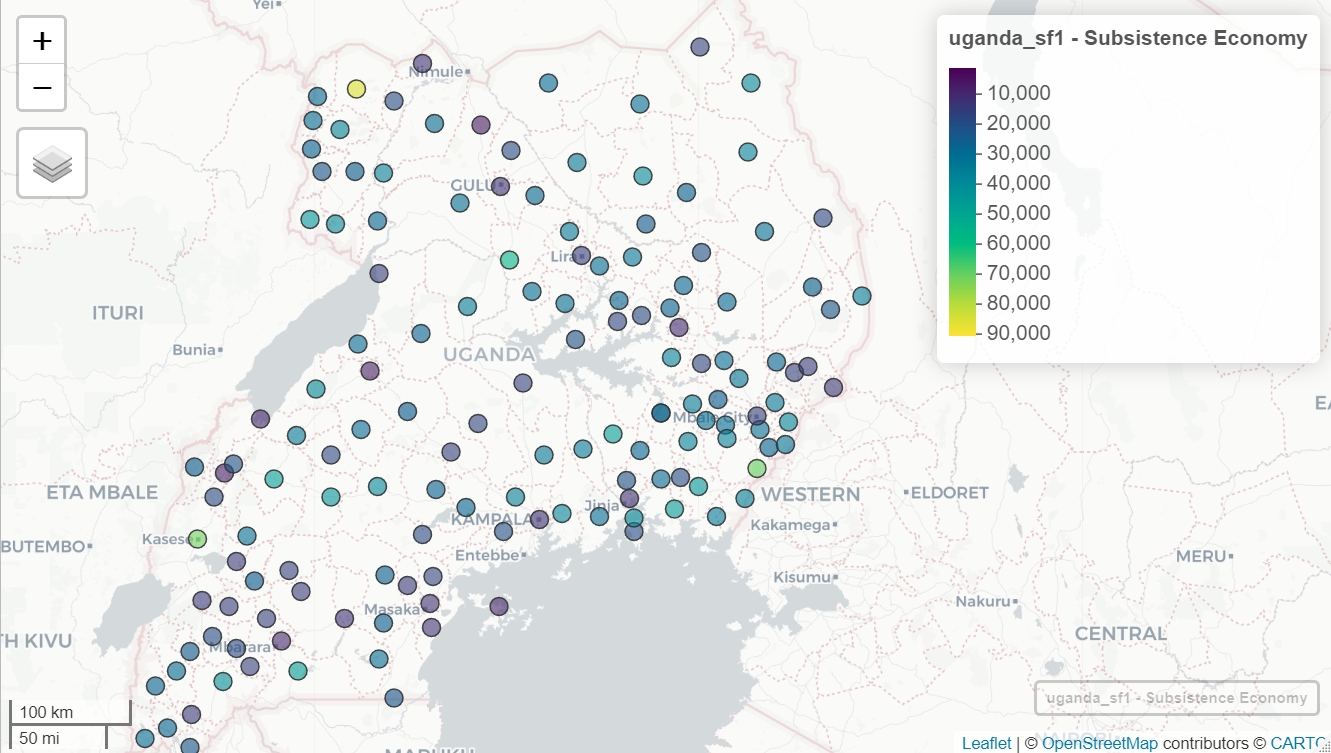 Yei
+
−
Nimule
uganda_sf1 - Subsistence Economy
10,000
20,000
30,000
40,000
50,000
60,000
70,000
80,000
90,000
GULU
Lira
ITURI
Bunia
UGANDA
Mbale City
ETA MBALE
WESTERN
ELDORET
Jinja
KAMPALA
Kakamega
BUTEMBO
Kasese
Entebbe
MERU
Kisumu
Masaka
Nakuru
TH KIVU
Mbarara
CENTRAL
uganda_sf1 - Subsistence Economy
100 km
50 mi
NAIROBI
Leaflet | © OpenStreetMap contributors © CARTO